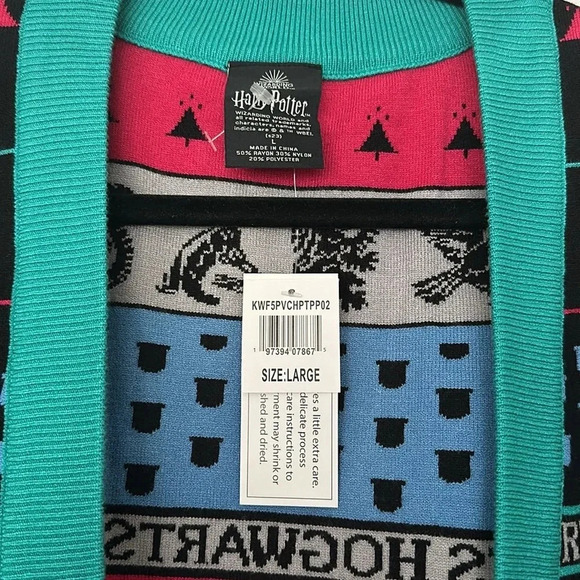 WIZARDING WORLD
Harry Potter
WIZARDING WORLD and
all related trademarks,
characters, names and
indicia are © & ™ WBEI.
(s23)
L
MADE IN CHINA
50% RAYON 30% NYLON
20% POLYESTER
KWF5PVCHPTPP02
1 97394 07867 5
SIZE:LARGE
es a little extra care.
delicate process
care instructions to
rment may shrink or
shed and dried.
HOGWARTS
S